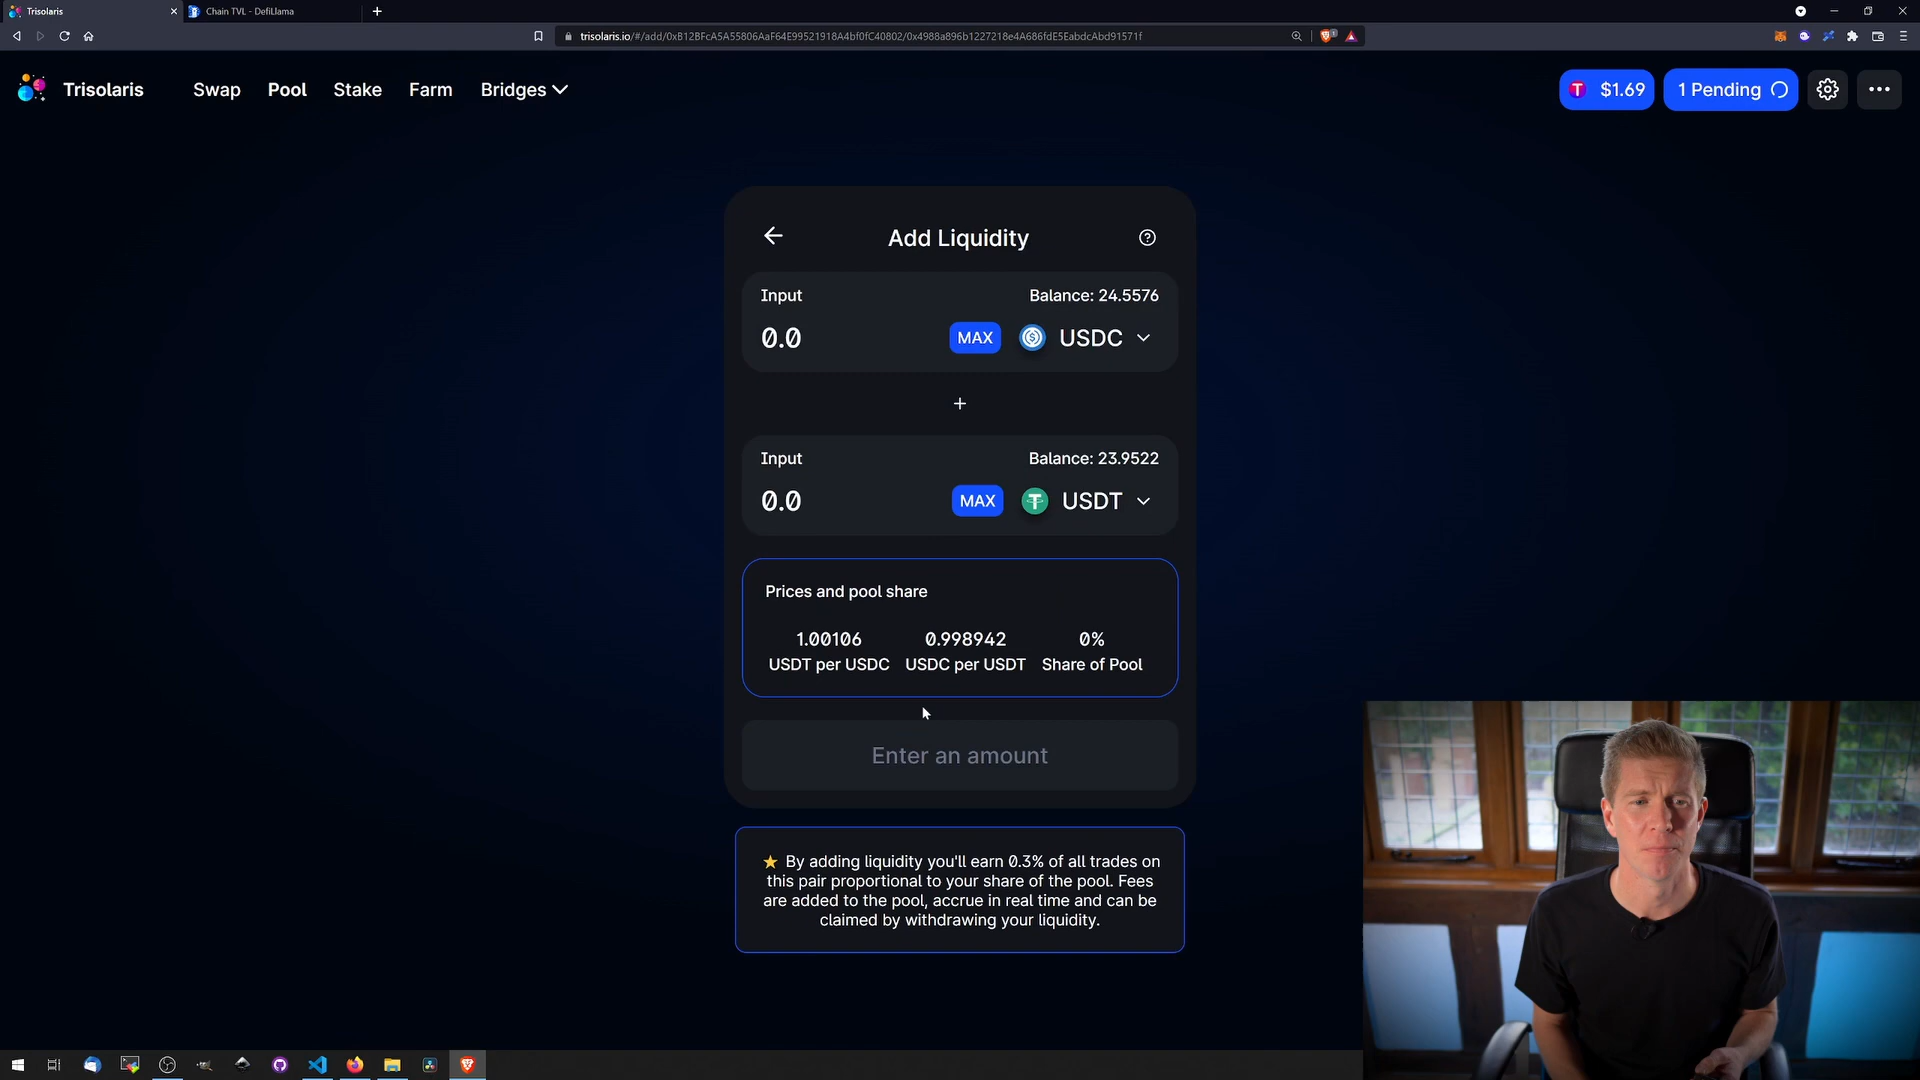 Trisolaris
Chain TVL - DefiLlama
trisolaris.io/#/add/0xB12BFcA5A55806AaF64E99521918A4bf0fC40802/0x4988a896b1227218e4A686fdE5EabdcAbd91571f
Trisolaris
Swap
Pool
Stake
Farm
Bridges
$1.69
1 Pending
Add Liquidity
Input
Balance: 24.5576
0.0
MAX
USDC
+
Input
Balance: 23.9522
0.0
MAX
USDT
Prices and pool share
1.00106
0.998942
0%
USDT per USDC
USDC per USDT
Share of Pool
Enter an amount
By adding liquidity you'll earn 0.3% of all trades on
this pair proportional to your share of the pool. Fees
are added to the pool, accrue in real time and can be
claimed by withdrawing your liquidity.